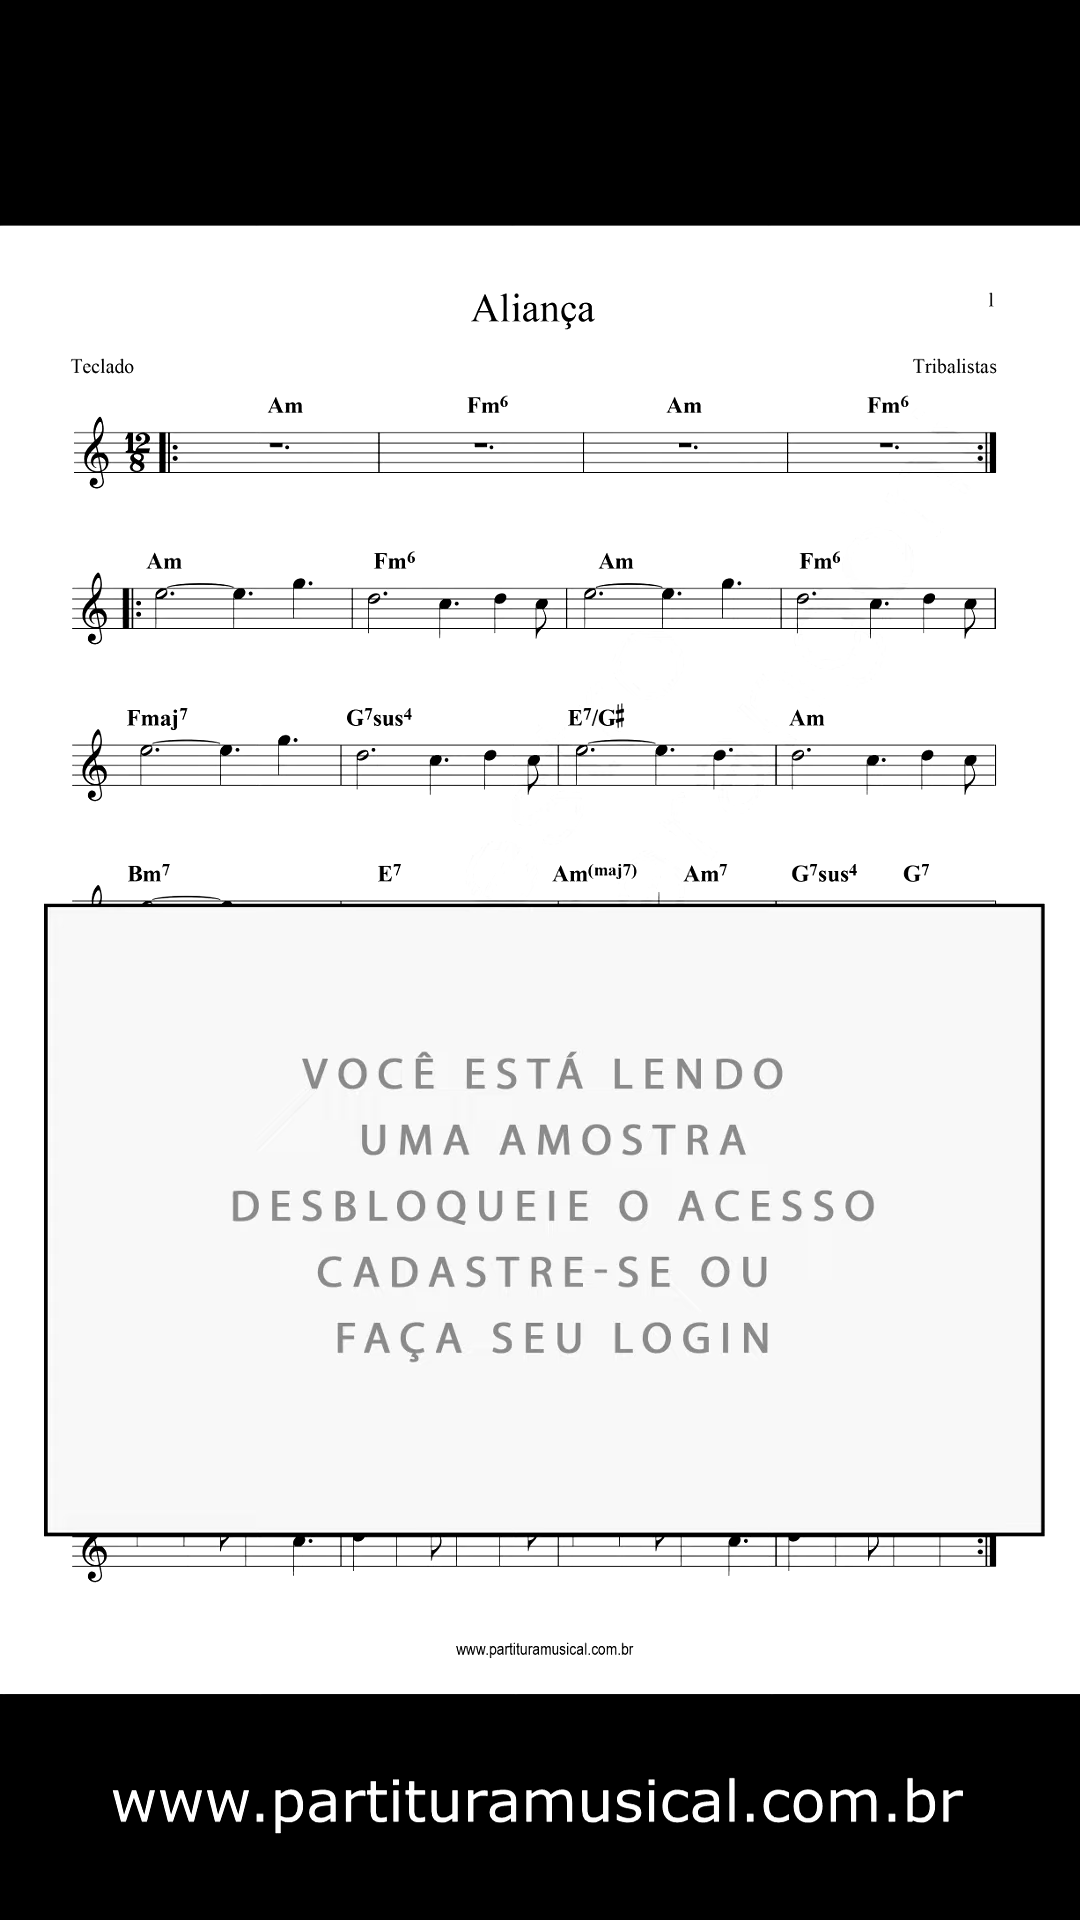 Aliança
1
Teclado
Tribalistas
Am Fm6 Am Fm6
12
8
Am Fm6 Am Fm6
Fmaj7 G7sus4 E7/G♯ Am
Bm7 E7 Am(maj7) Am7 G7sus4 G7
VOCÊ ESTÁ LENDO
UMA AMOSTRA
DESBLOQUEIE O ACESSO
CADASTRE-SE OU
FAÇA SEU LOGIN
www.partituramusical.com.br
www.partituramusical.com.br